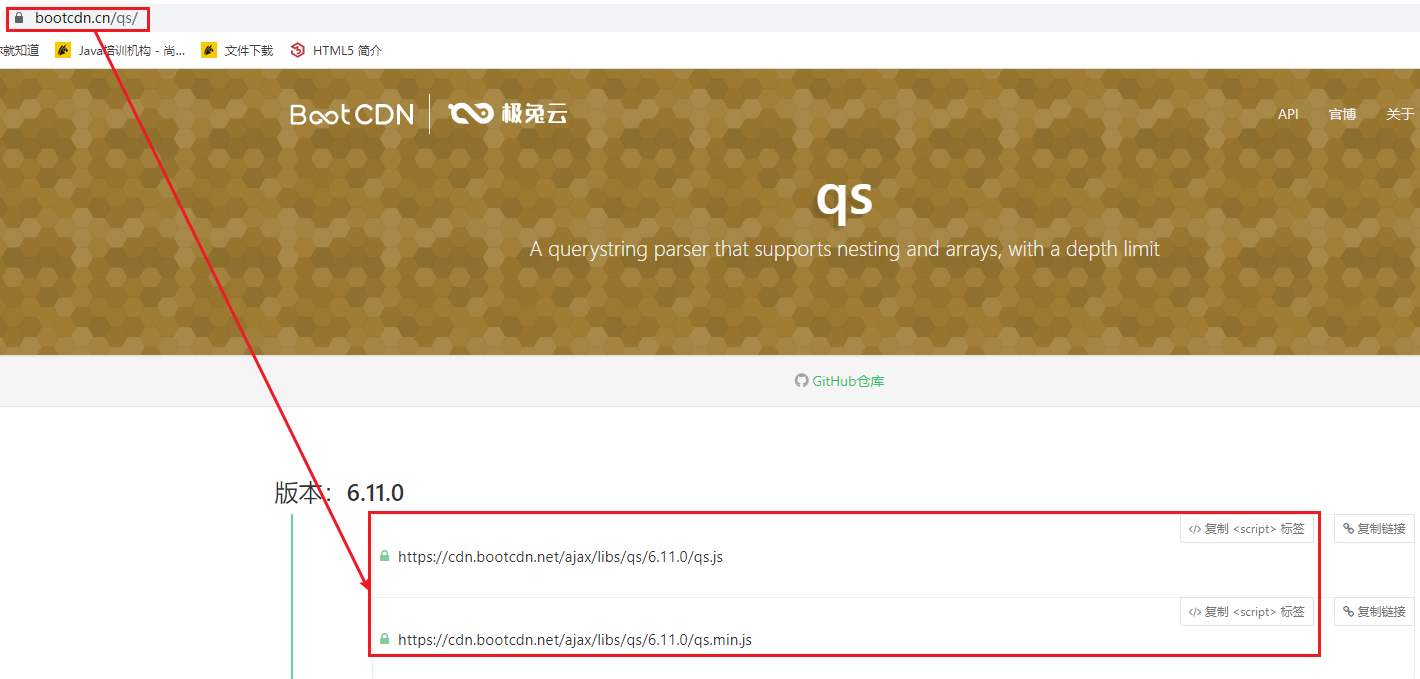 bootcdn.cn/qs/
你就知道 Java培训机构 - 尚... 文件下载 HTML5 简介
BootCDN 极兔云 API 官博 关于
qs
A querystring parser that supports nesting and arrays, with a depth limit
GitHub仓库
版本：6.11.0
</> 复制 <script> 标签 复制链接
https://cdn.bootcdn.net/ajax/libs/qs/6.11.0/qs.js
</> 复制 <script> 标签 复制链接
https://cdn.bootcdn.net/ajax/libs/qs/6.11.0/qs.min.js